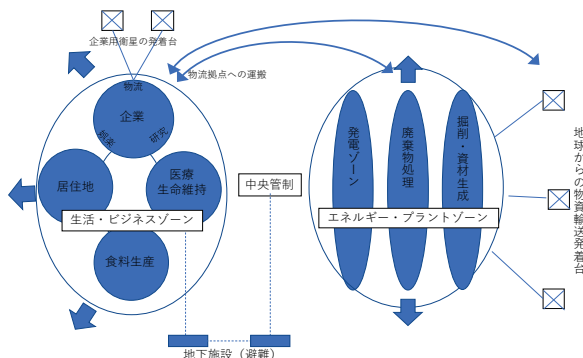 企業用衛星の発着台
物流拠点への運搬
物流
企業
娯楽
研究
居住地
医療
生命維持
生活・ビジネスゾーン
食料生産
中央管制
地下施設（避難）
発電ゾーン
廃棄物処理
掘削・資材生成
エネルギー・プラントゾーン
地球からの物資輸送発着台